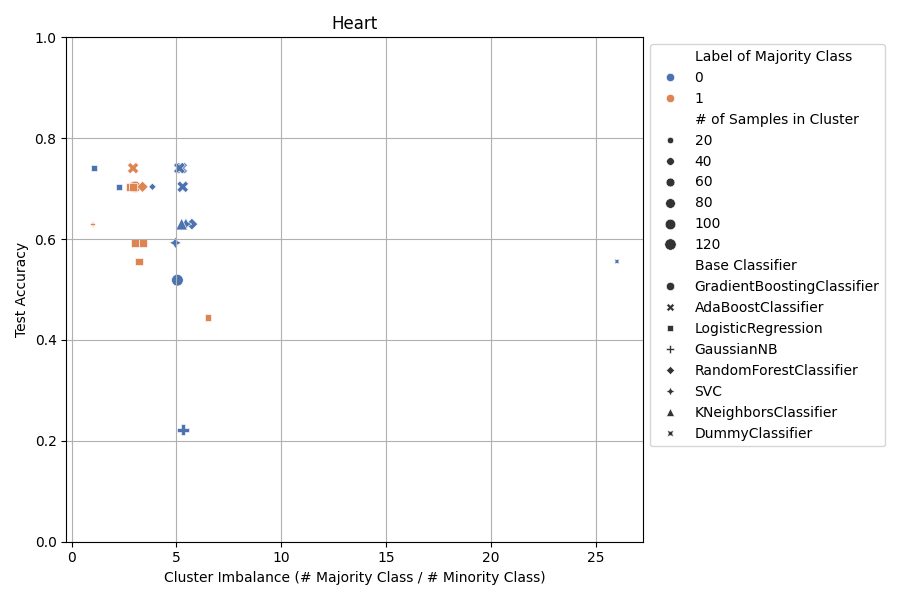 Heart
1.0
0.8
0.6
0.4
0.2
0.0
Test Accuracy
0
5
10
15
20
25
Cluster Imbalance (# Majority Class / # Minority Class)
Label of Majority Class
0
1
# of Samples in Cluster
20
40
60
80
100
120
Base Classifier
GradientBoostingClassifier
AdaBoostClassifier
LogisticRegression
GaussianNB
RandomForestClassifier
SVC
KNeighborsClassifier
DummyClassifier